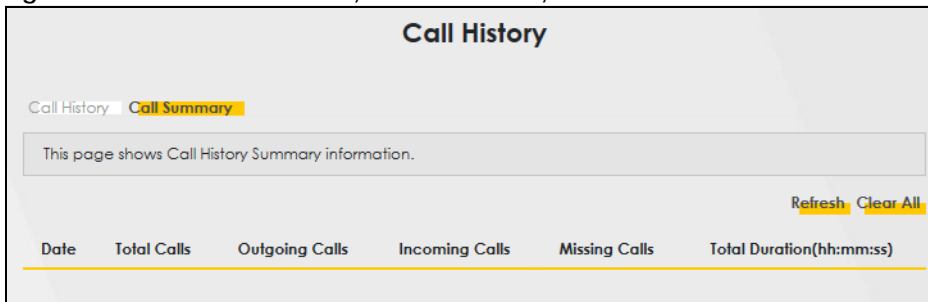 Call History
Call History Call Summary
This page shows Call History Summary information.
Refresh Clear All
Date Total Calls Outgoing Calls Incoming Calls Missing Calls Total Duration(hh:mm:ss)